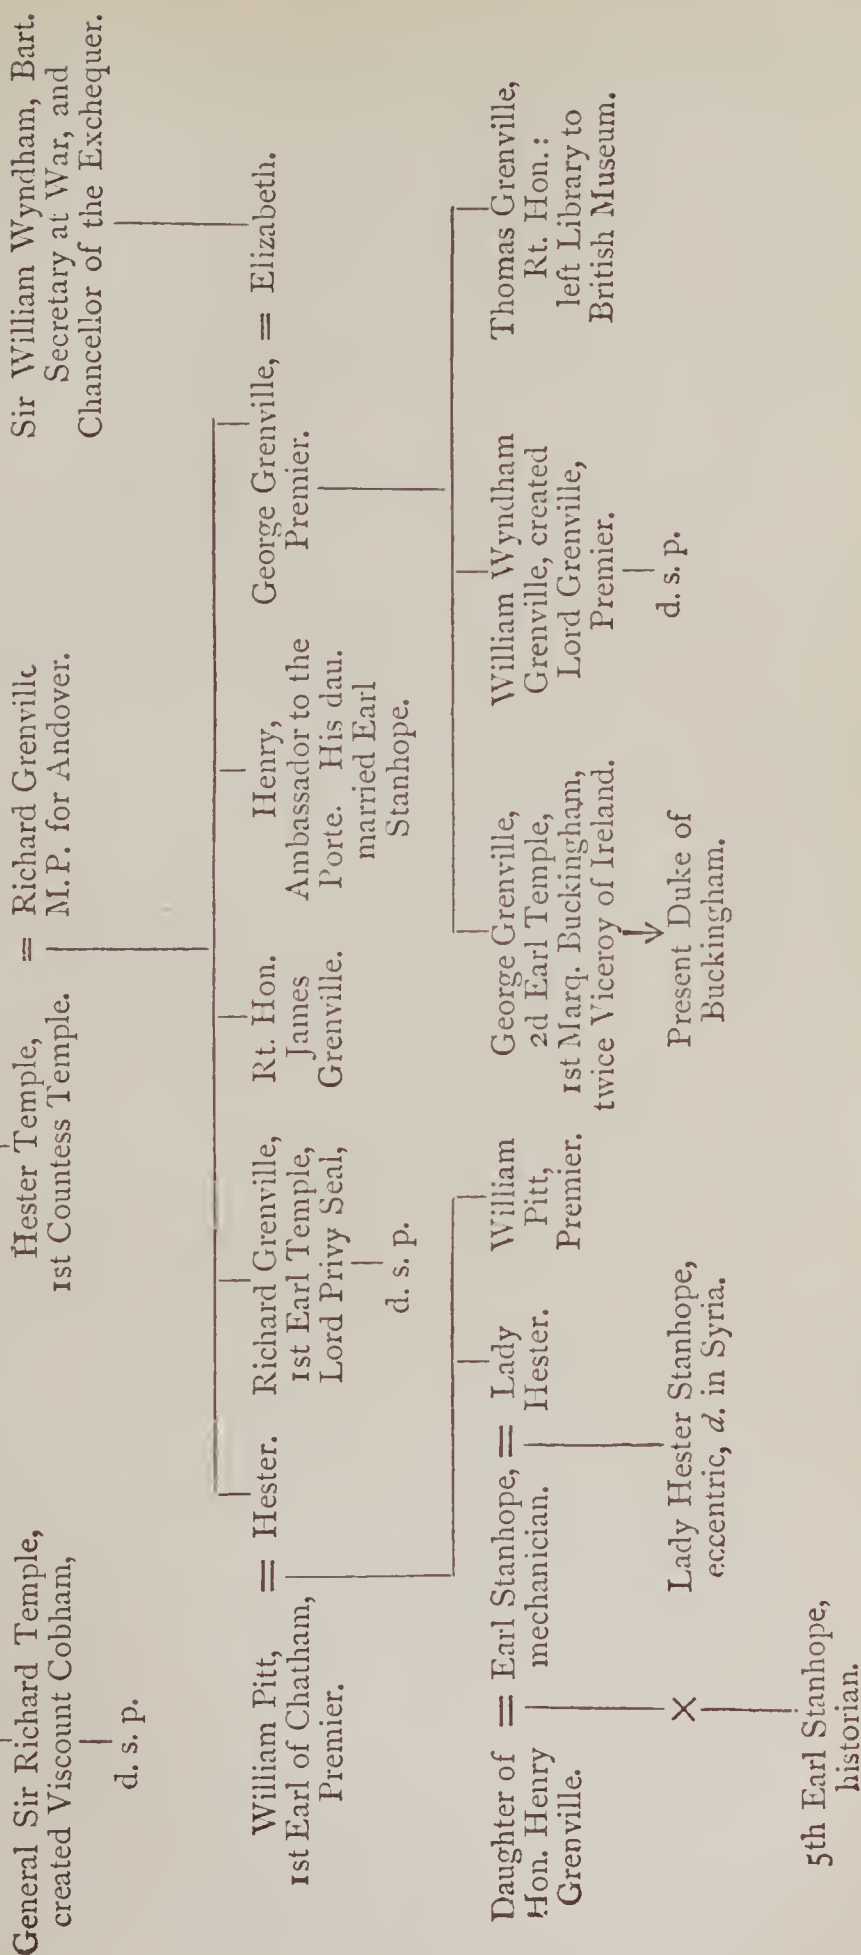 General Sir Richard Temple,
created Viscount Cobham,
d. s. p.
Hester Temple,
1st Countess Temple.
= Richard Grenville
M.P. for Andover.
Sir William Wyndham, Bart.
Secretary at War, and
Chancellor of the Exchequer.
William Pitt,
1st Earl of Chatham,
Premier.
= Hester.
Richard Grenville,
1st Earl Temple,
Lord Privy Seal,
d. s. p.
Rt. Hon.
James
Grenville.
Henry,
Ambassador to the
Porte. His dau.
married Earl
Stanhope.
George Grenville,
Premier.
= Elizabeth.
Daughter of
Hon. Henry
Grenville.
= Earl Stanhope,
mechanician.
= Lady
Hester.
William
Pitt,
Premier.
George Grenville,
2d Earl Temple,
1st Marq. Buckingham,
twice Viceroy of Ireland.
William Wyndham
Grenville, created
Lord Grenville,
Premier.
d. s. p.
Thomas Grenville,
Rt. Hon.:
left Library to
British Museum.
×
5th Earl Stanhope,
historian.
Lady Hester Stanhope,
eccentric, d. in Syria.
Present Duke of
Buckingham.